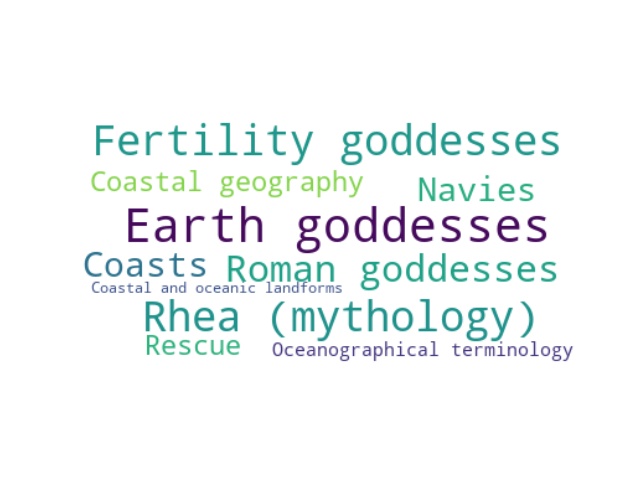 Fertility goddesses
Coastal geography
Navies
Earth goddesses
Coasts
Roman goddesses
Coastal and oceanic landforms
Rhea (mythology)
Rescue
Oceanographical terminology